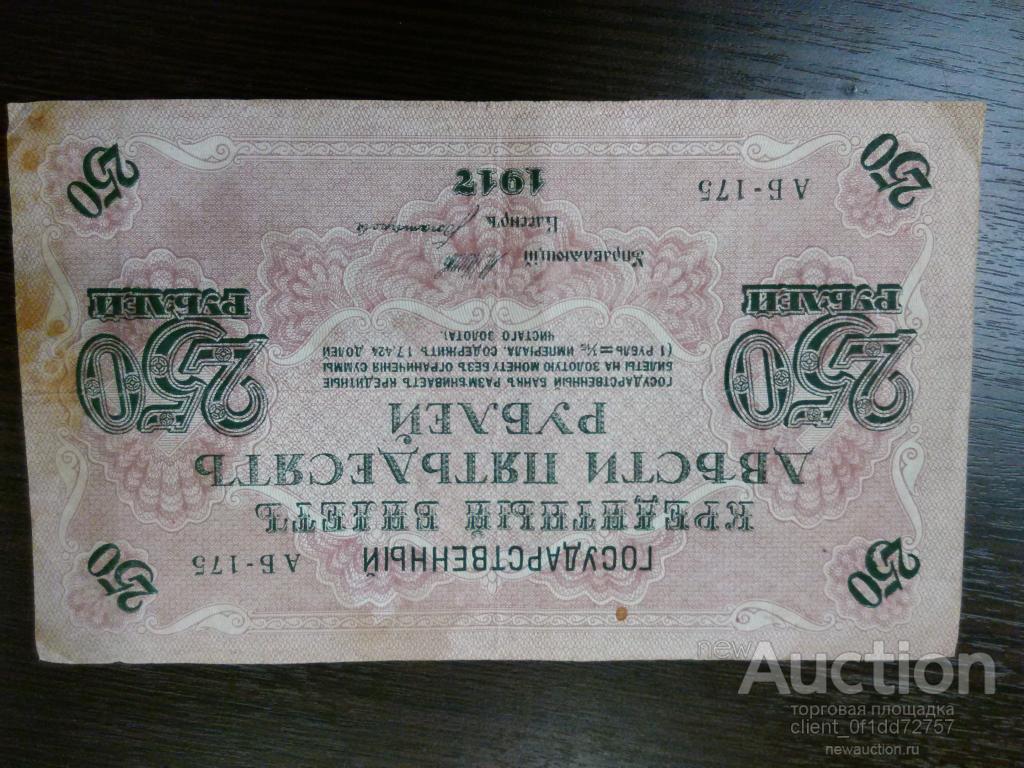 250 250
ГОСУДАРСТВЕННЫЙ АБ-175
КРЕДИТНЫЙ БИЛЕТЪ
ДВѢСТИ ПЯТЬДЕСЯТЪ
РУБЛЕЙ
ГОСУДАРСТВЕННЫЙ БАНКЪ РАЗМѢНИВАЕТЪ КРЕДИТНЫЕ
БИЛЕТЫ НА ЗОЛОТУЮ МОНЕТУ БЕЗЪ ОГРАНИЧЕНІЯ СУММЫ
(1 РУБЛЬ = 1/15 ИМПЕРІАЛА, СОДЕРЖИТЪ 17,424 ДОЛЕЙ
ЧИСТАГО ЗОЛОТА).
250 250
РУБЛЕЙ РУБЛЕЙ
Управляющій
Кассиръ
АБ-175 1917
250 250
newAuction
торговая площадка
client_0f1dd72757
newauction.ru